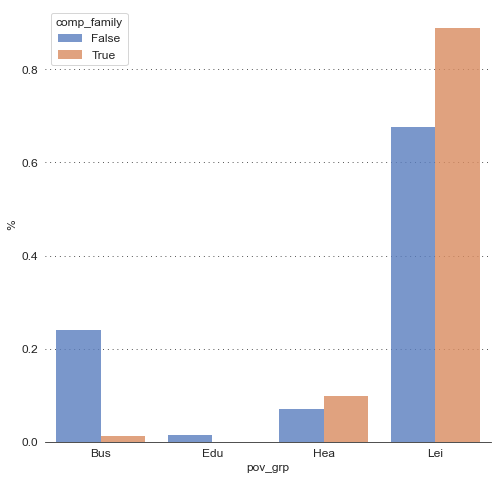 comp_family
False
True
0.8
0.6
0.4
0.2
0.0
%
Bus Edu Hea Lei
pov_grp